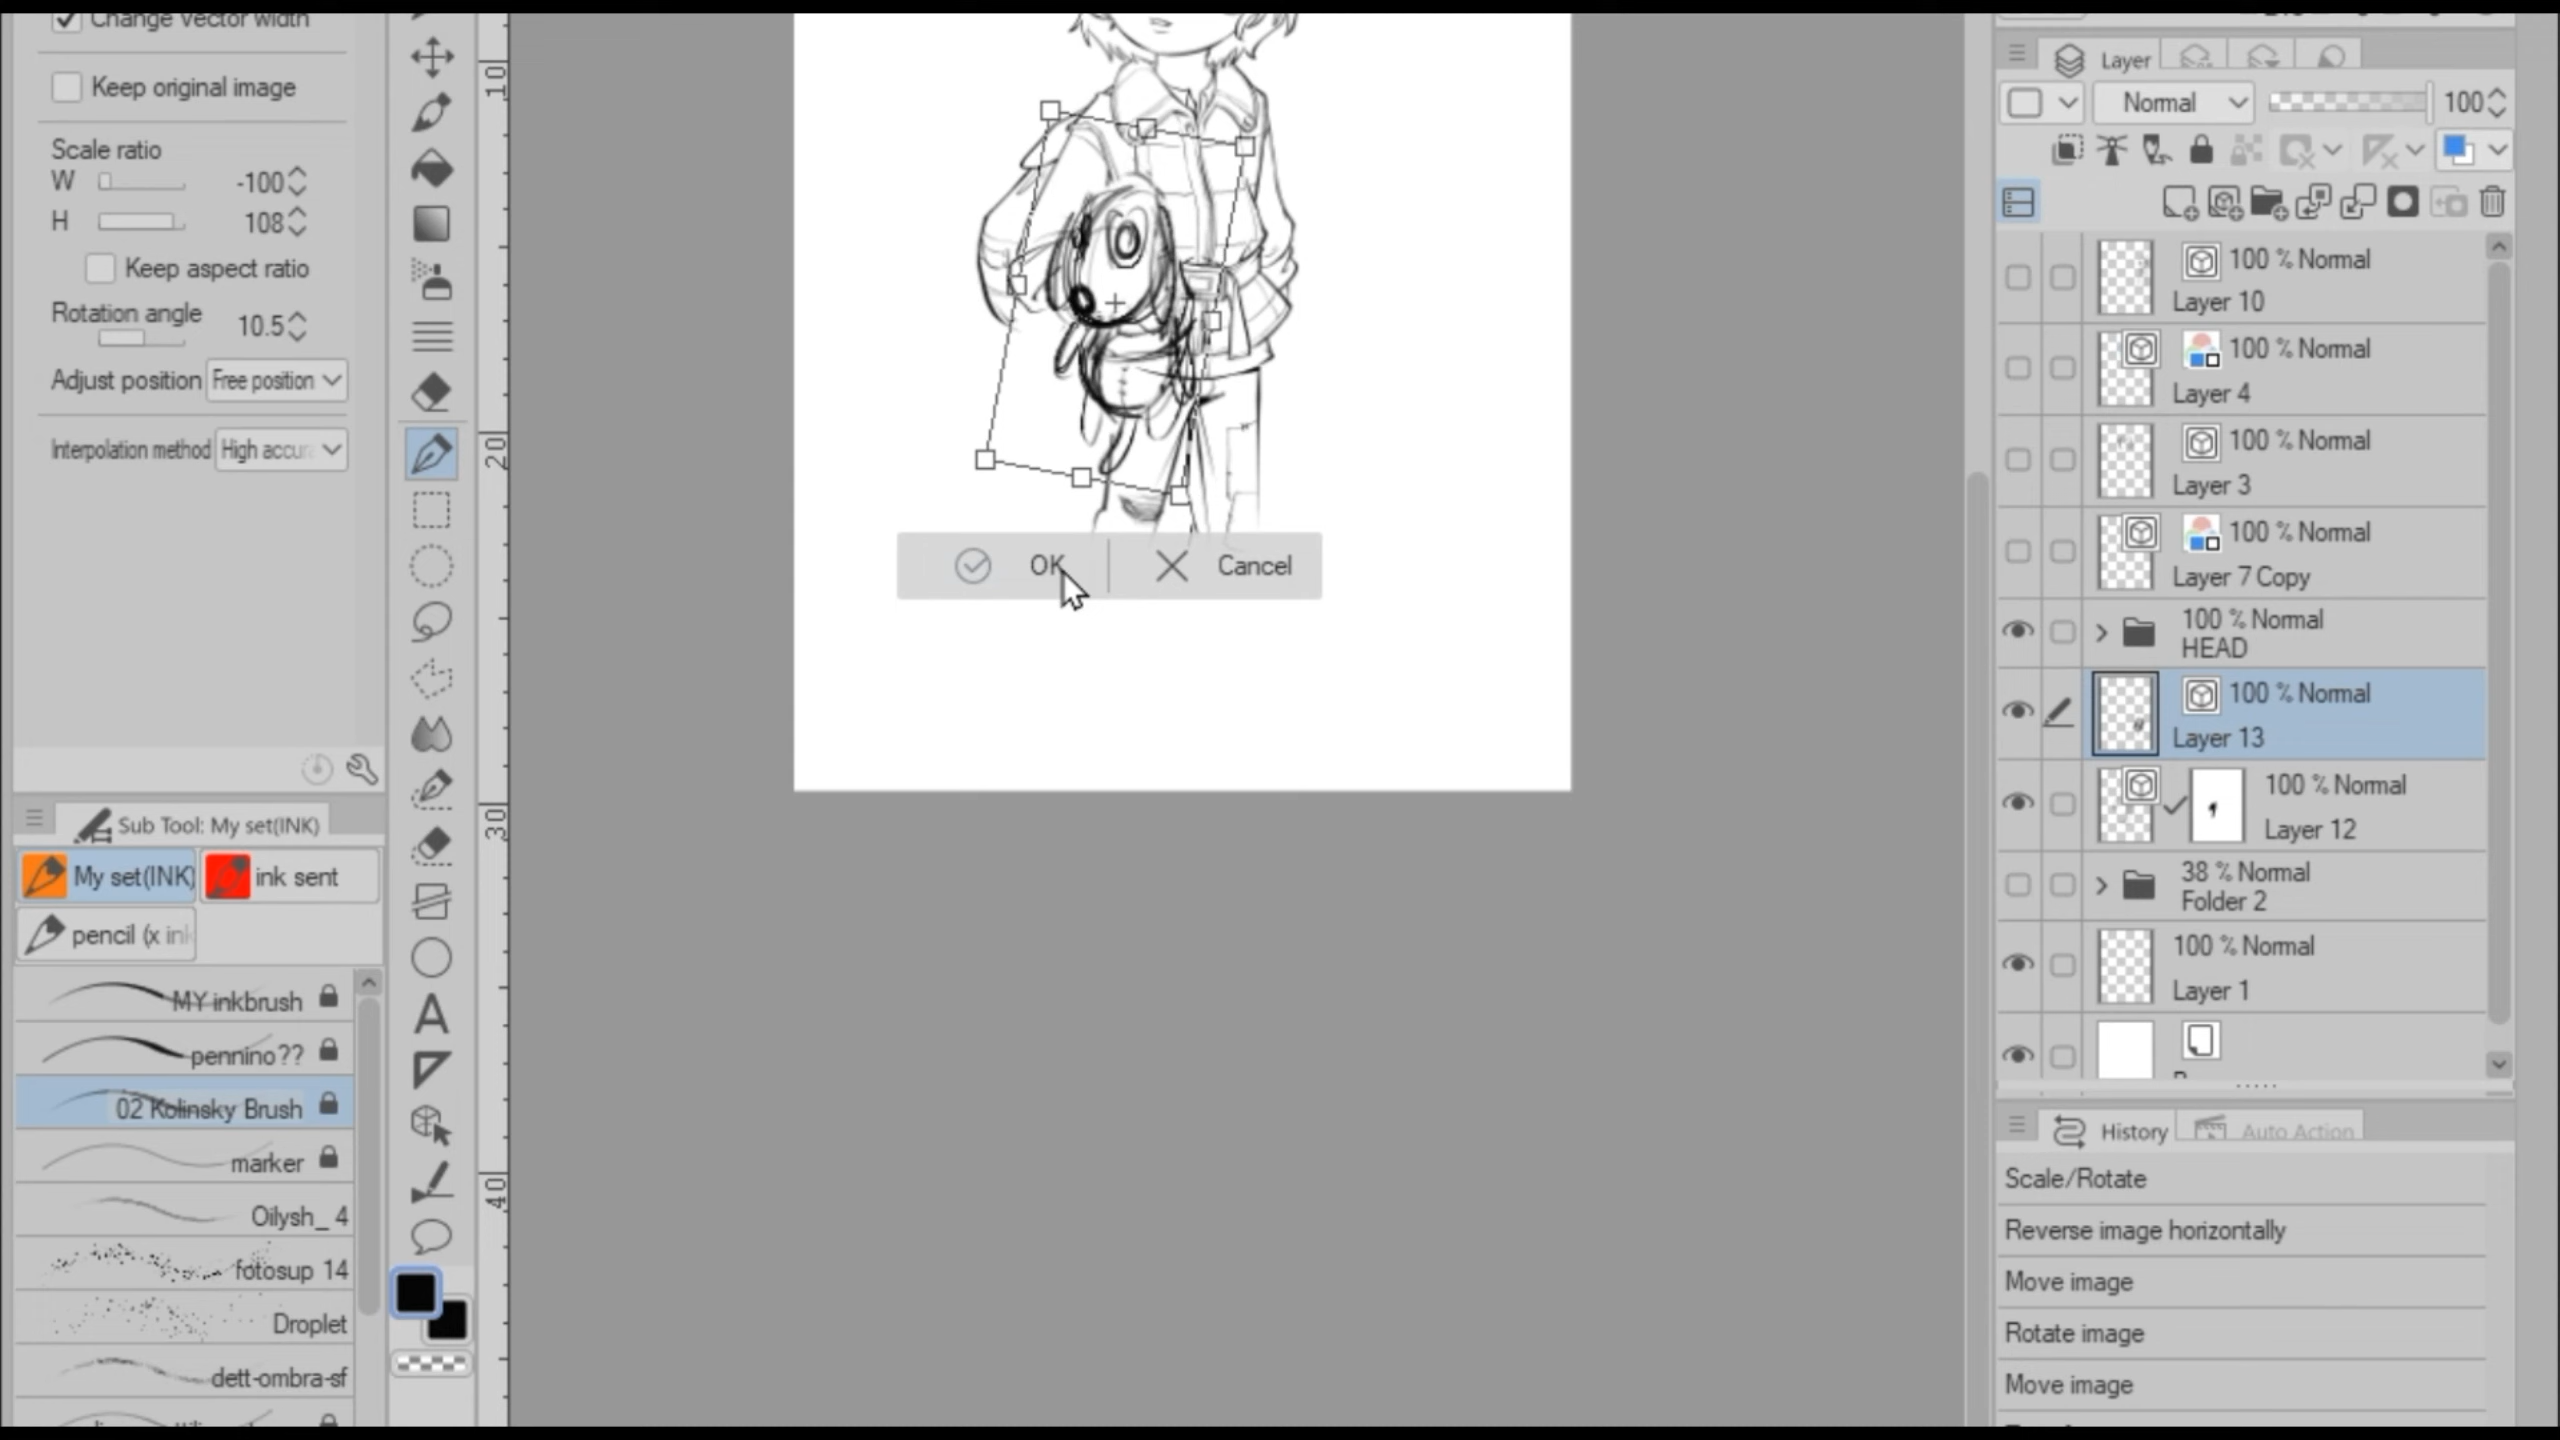 Change vector width
Keep original image
Scale ratio
W -100
H 108
Keep aspect ratio
Rotation angle 10.5
Adjust position Free position
Interpolation method High accur
Sub Tool: My set(INK)
My set(INK) ink sent
pencil (x ink
MY inkbrush
pennino??
02 Kolinsky Brush
marker
Oilysh_ 4
fotosup 14
Droplet
dett-ombra-sf
10
20
30
40
OK Cancel
A
Layer
Normal 100
100 % Normal
Layer 10
100 % Normal
Layer 4
100 % Normal
Layer 3
100 % Normal
Layer 7 Copy
100 % Normal
HEAD
100 % Normal
Layer 13
100 % Normal
Layer 12
38 % Normal
Folder 2
100 % Normal
Layer 1
History Auto Action
Scale/Rotate
Reverse image horizontally
Move image
Rotate image
Move image